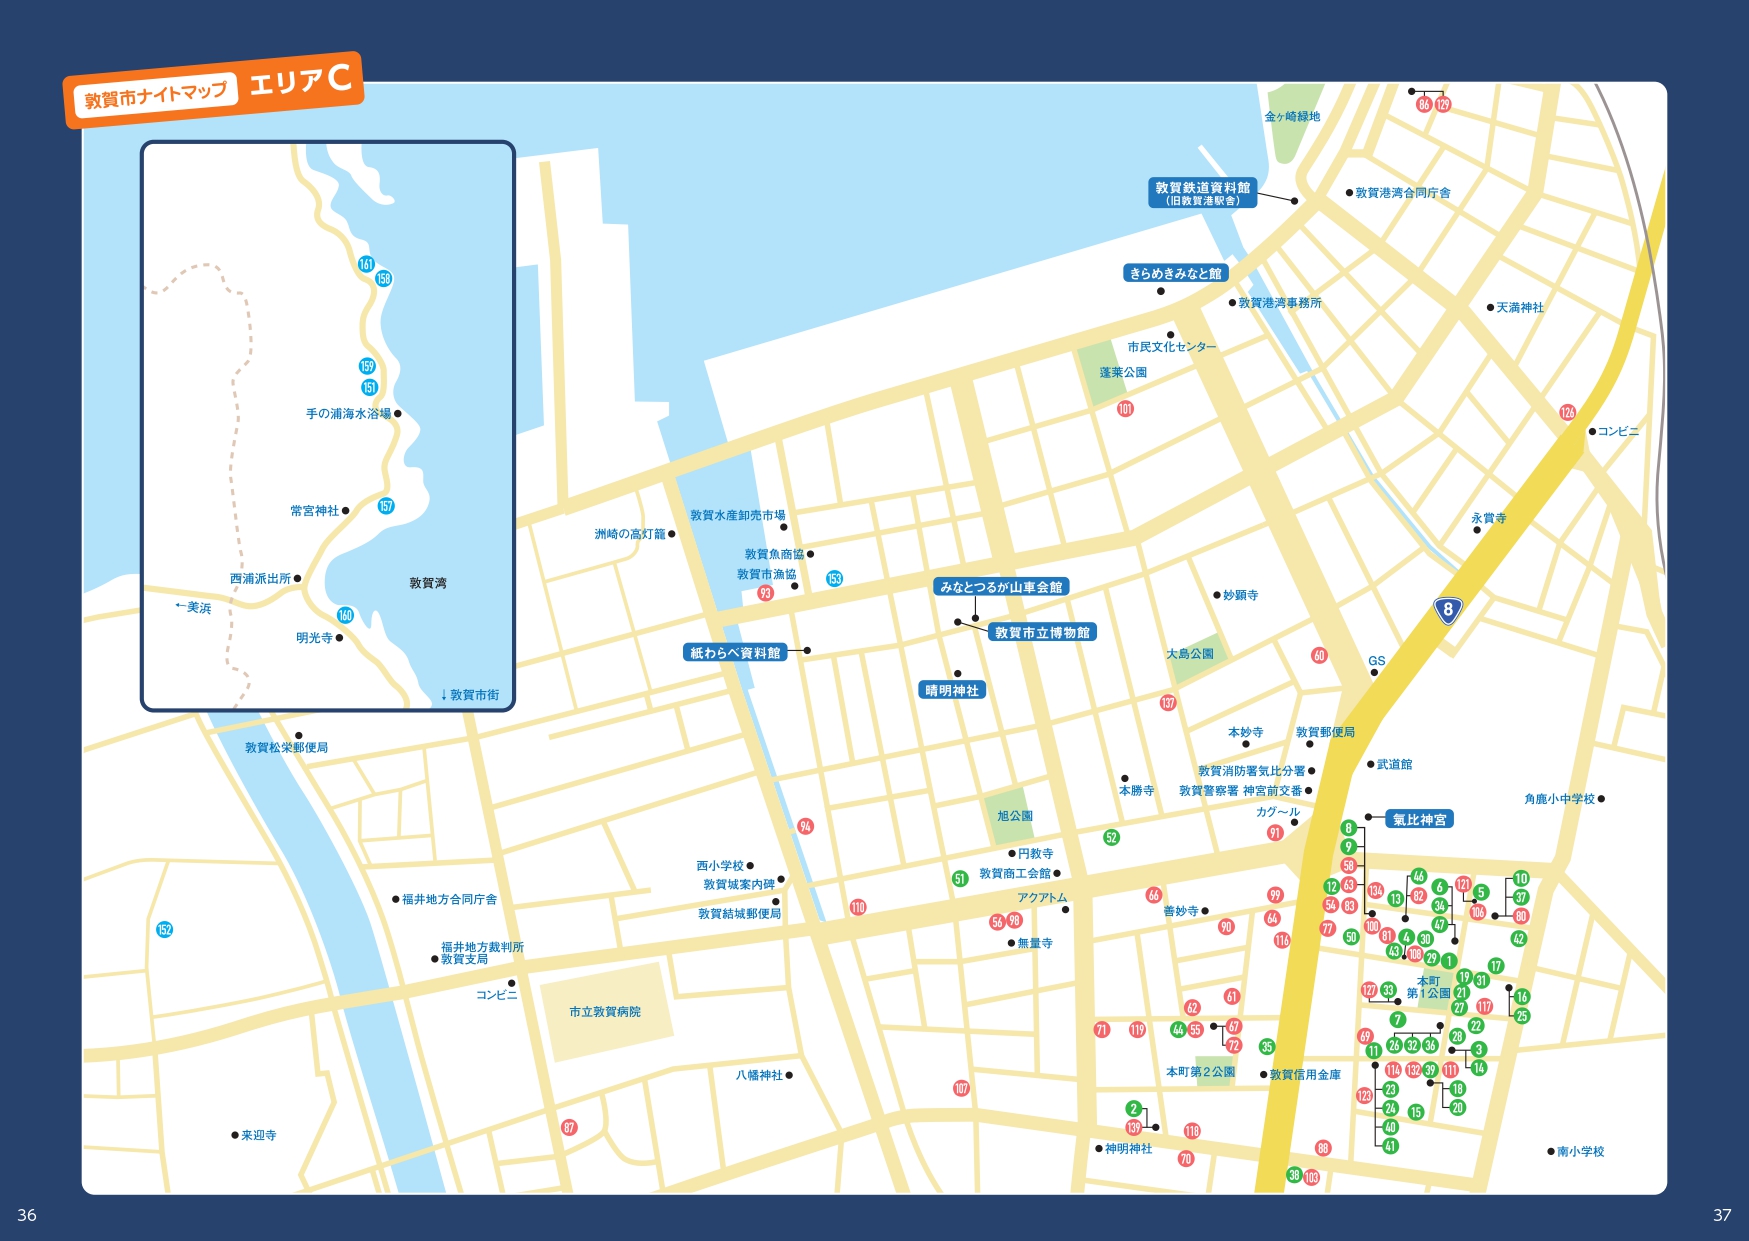 敦賀市ナイトマップ エリアC
161
158
159
151
手の浦海水浴場
常宮神社
157
西浦派出所
敦賀湾
←美浜
160
明光寺
↓敦賀市街
金ヶ崎緑地
86 129
敦賀鉄道資料館
(旧敦賀港駅舎)
敦賀港湾合同庁舎
きらめきみなと館
敦賀港湾事務所
天満神社
市民文化センター
蓬莱公園
101
126
コンビニ
敦賀水産卸売市場
洲崎の高灯籠
永賞寺
敦賀魚商協
敦賀市漁協
153
93
みなとつるが山車会館
妙顕寺
8
敦賀市立博物館
紙わらべ資料館
大島公園
60
GS
晴明神社
137
敦賀松栄郵便局
本妙寺
敦賀郵便局
武道館
敦賀消防署気比分署
本勝寺
敦賀警察署 神宮前交番
角鹿小中学校
カグ〜ル
旭公園
氣比神宮
94
52
91
8
9
58
円教寺
西小学校
敦賀商工会館
敦賀城案内碑
51
12 63
134
13
46
82
6
34
47
121
5
106
10
37
80
福井地方合同庁舎
敦賀結城郵便局
アクアトム
110
66
99
54 83
善妙寺
64
56 98
90
77
100
152
116
50
81
4
30
42
無量寺
福井地方裁判所
敦賀支局
43
108
29
1
17
コンビニ
本町
第1公園
19
31
127
33
21
16
市立敦賀病院
61
62
27
117
25
7
71
119
44 55
67
22
72
35
69
28
11
26 32 36
3
八幡神社
本町第2公園
敦賀信用金庫
114 132 39 111
14
107
123
23
18
2
24
15
20
87
139
118
40
来迎寺
神明神社
88
41
南小学校
70
38 103
36
37